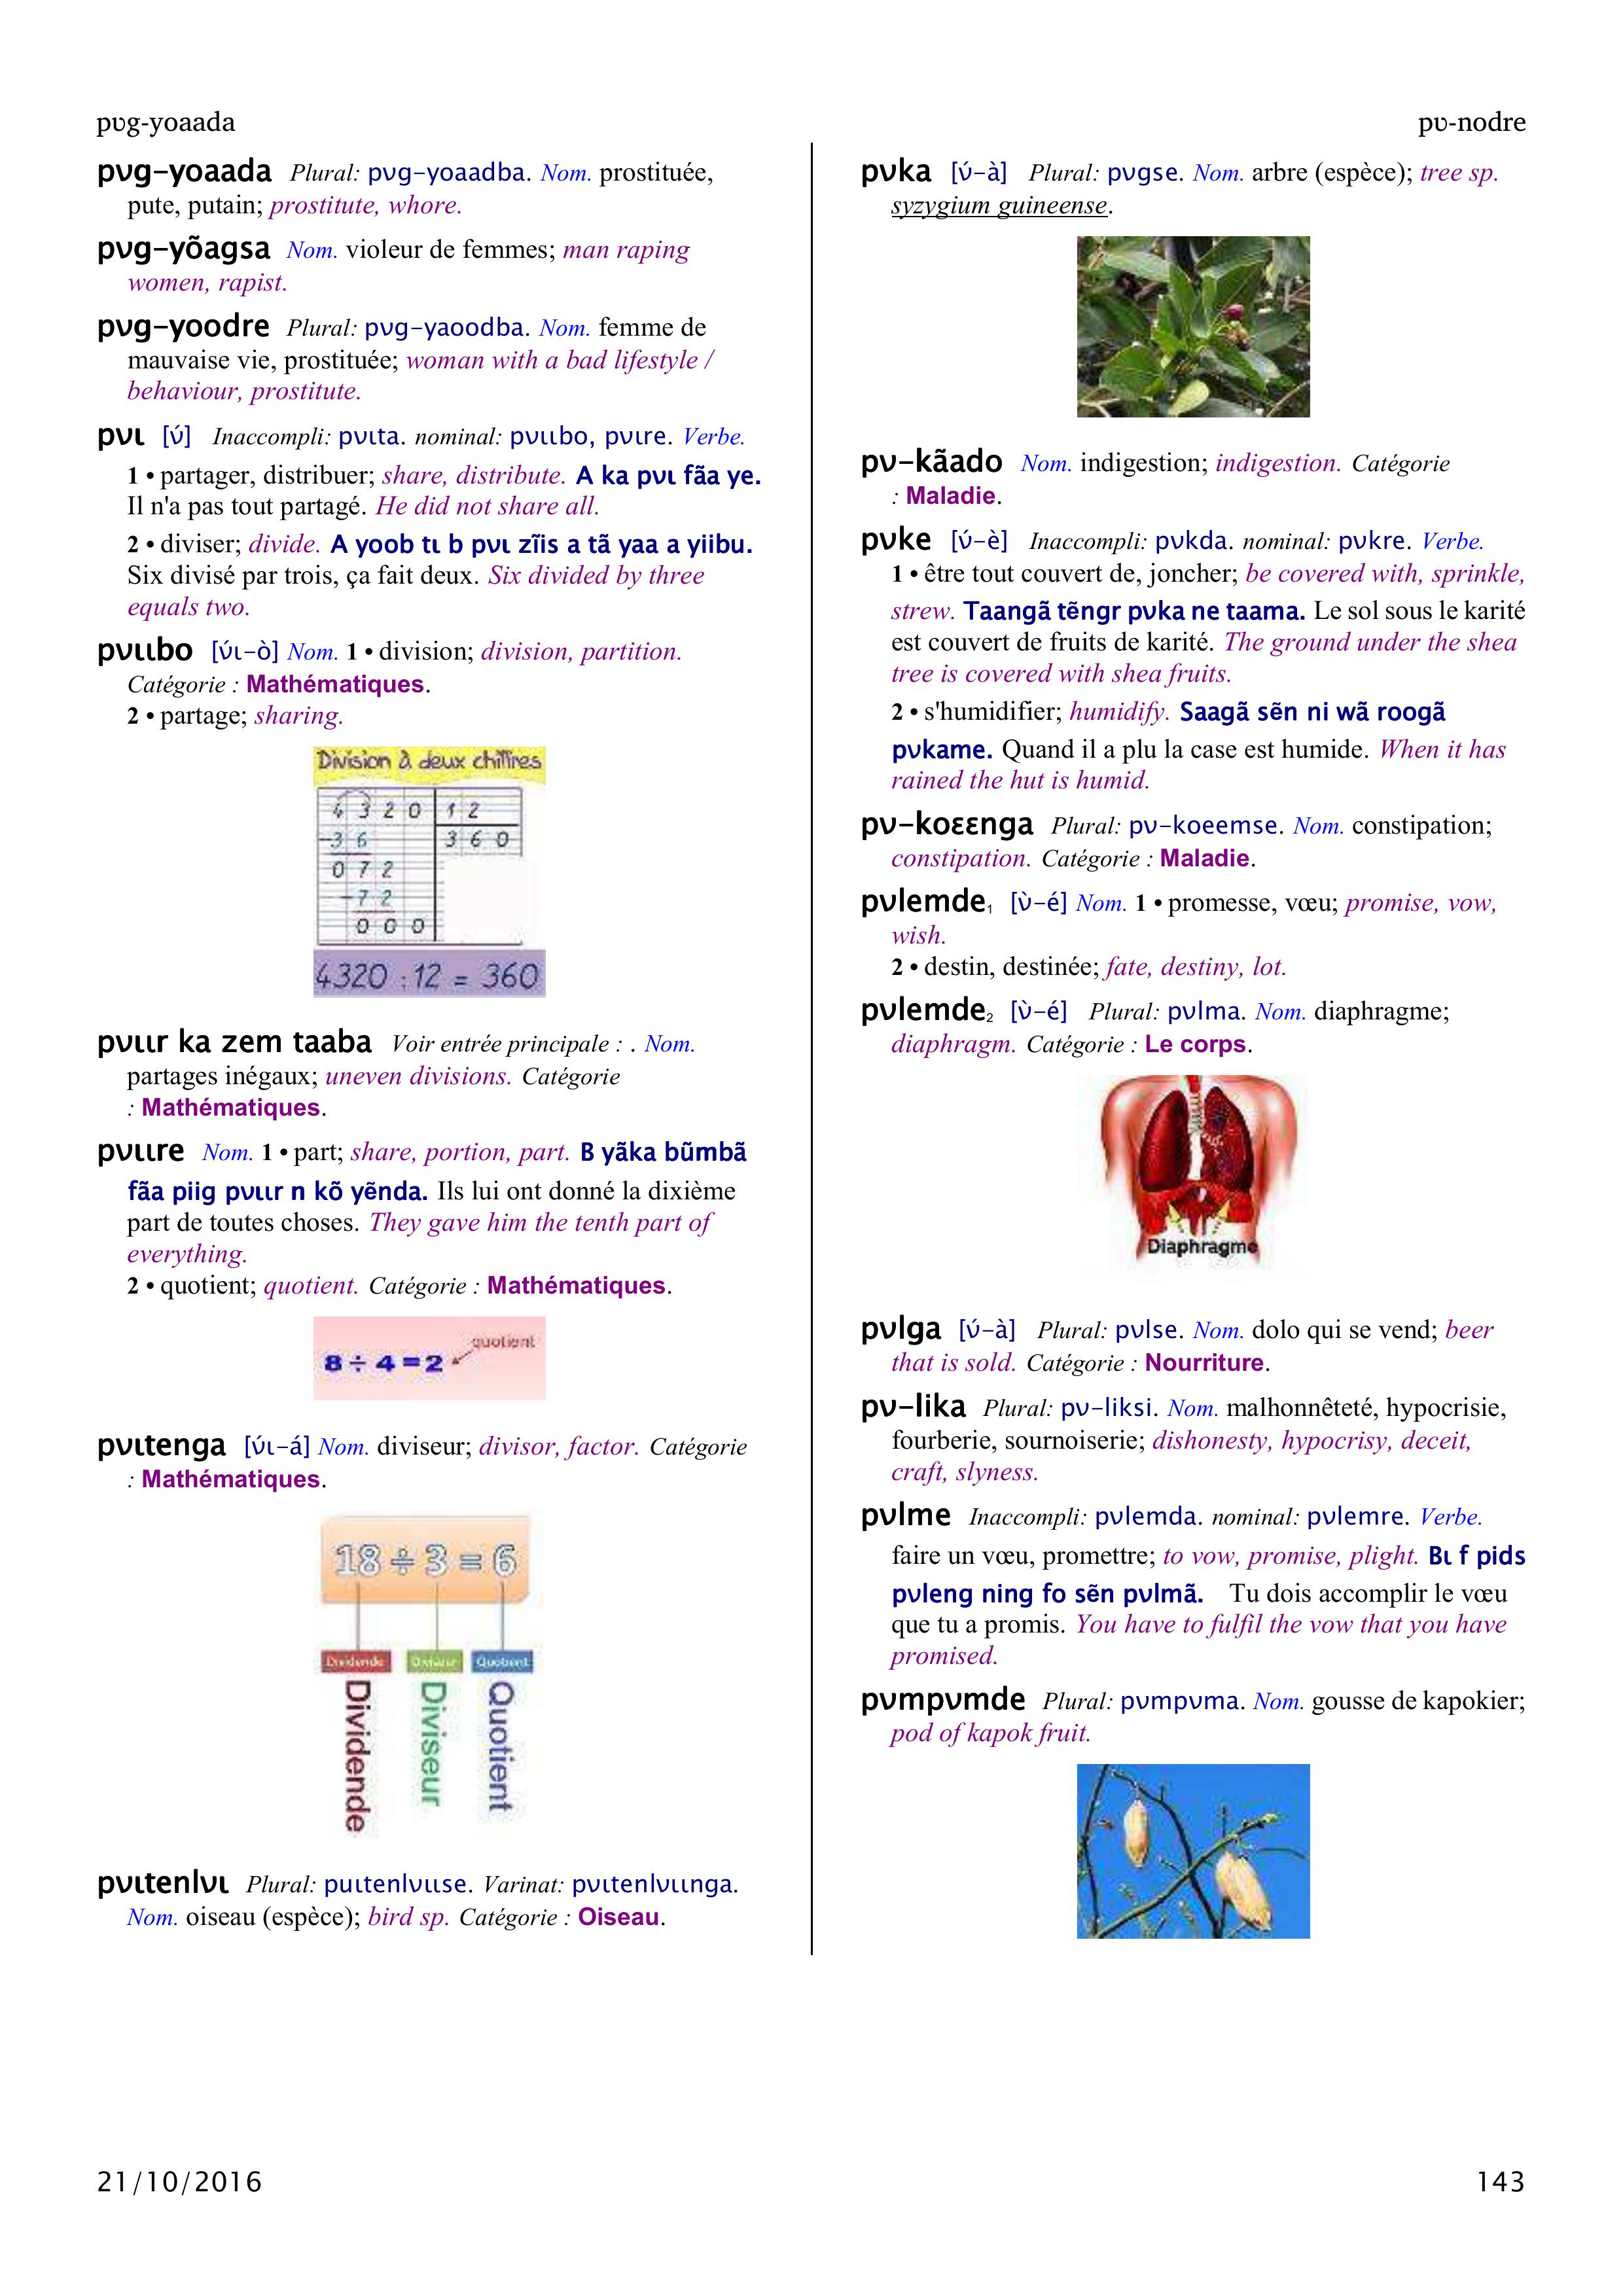 pʋg-yoaada
pʋ-nodre
pʋg-yoaada Plural: pʋg-yoaadba. Nom. prostituée,
pute, putain; prostitute, whore.
pʋg-yõagsa Nom. violeur de femmes; man raping
women, rapist.
pʋg-yoodre Plural: pʋg-yaoodba. Nom. femme de
mauvaise vie, prostituée; woman with a bad lifestyle /
behaviour, prostitute.
pʋɩ [ʋ́] Inaccompli: pʋɩta. nominal: pʋɩɩbo, pʋɩre. Verbe.
1 • partager, distribuer; share, distribute. A ka pʋɩ fãa ye.
Il n'a pas tout partagé. He did not share all.
2 • diviser; divide. A yoob tɩ b pʋɩ zĩis a tã yaa a yiibu.
Six divisé par trois, ça fait deux. Six divided by three
equals two.
pʋɩɩbo [ʋ́ɩ-ò] Nom. 1 • division; division, partition.
Catégorie : Mathématiques.
2 • partage; sharing.
Division à deux chiffres
4 3 2 0 1 2
-3 6 3 6 0
0 7 2
-7 2
0 0 0
4320 : 12 = 360
pʋɩɩr ka zem taaba Voir entrée principale : . Nom.
partages inégaux; uneven divisions. Catégorie
: Mathématiques.
pʋɩɩre Nom. 1 • part; share, portion, part. B yãka bũmbã
fãa piig pʋɩɩr n kõ yẽnda. Ils lui ont donné la dixième
part de toutes choses. They gave him the tenth part of
everything.
2 • quotient; quotient. Catégorie : Mathématiques.
quotient
8 ÷ 4 = 2
pʋɩtenga [ʋ́ɩ-á] Nom. diviseur; divisor, factor. Catégorie
: Mathématiques.
18 ÷ 3 = 6
Dividende Diviseur Quotient
Dividende
Diviseur
Quotient
pʋɩtenlʋɩ Plural: puɩtenlʋɩɩse. Varinat: pʋɩtenlʋɩɩnga.
Nom. oiseau (espèce); bird sp. Catégorie : Oiseau.
pʋka [ʋ́-à] Plural: pʋgse. Nom. arbre (espèce); tree sp.
syzygium guineense.
pʋ-kãado Nom. indigestion; indigestion. Catégorie
: Maladie.
pʋke [ʋ́-è] Inaccompli: pʋkda. nominal: pʋkre. Verbe.
1 • être tout couvert de, joncher; be covered with, sprinkle,
strew. Taangã tẽngr pʋka ne taama. Le sol sous le karité
est couvert de fruits de karité. The ground under the shea
tree is covered with shea fruits.
2 • s'humidifier; humidify. Saagã sẽn ni wã roogã
pʋkame. Quand il a plu la case est humide. When it has
rained the hut is humid.
pʋ-koɛɛnga Plural: pʋ-koeemse. Nom. constipation;
constipation. Catégorie : Maladie.
pʋlemde₁ [ʋ̀-é] Nom. 1 • promesse, vœu; promise, vow,
wish.
2 • destin, destinée; fate, destiny, lot.
pʋlemde₂ [ʋ̀-é] Plural: pʋlma. Nom. diaphragme;
diaphragm. Catégorie : Le corps.
Diaphragme
pʋlga [ʋ́-à] Plural: pʋlse. Nom. dolo qui se vend; beer
that is sold. Catégorie : Nourriture.
pʋ-lika Plural: pʋ-liksi. Nom. malhonnêteté, hypocrisie,
fourberie, sournoiserie; dishonesty, hypocrisy, deceit,
craft, slyness.
pʋlme Inaccompli: pʋlemda. nominal: pʋlemre. Verbe.
faire un vœu, promettre; to vow, promise, plight. Bɩ f pids
pʋleng ning fo sẽn pʋlmã. Tu dois accomplir le vœu
que tu a promis. You have to fulfil the vow that you have
promised.
pʋmpʋmde Plural: pʋmpʋma. Nom. gousse de kapokier;
pod of kapok fruit.
21/10/2016
143